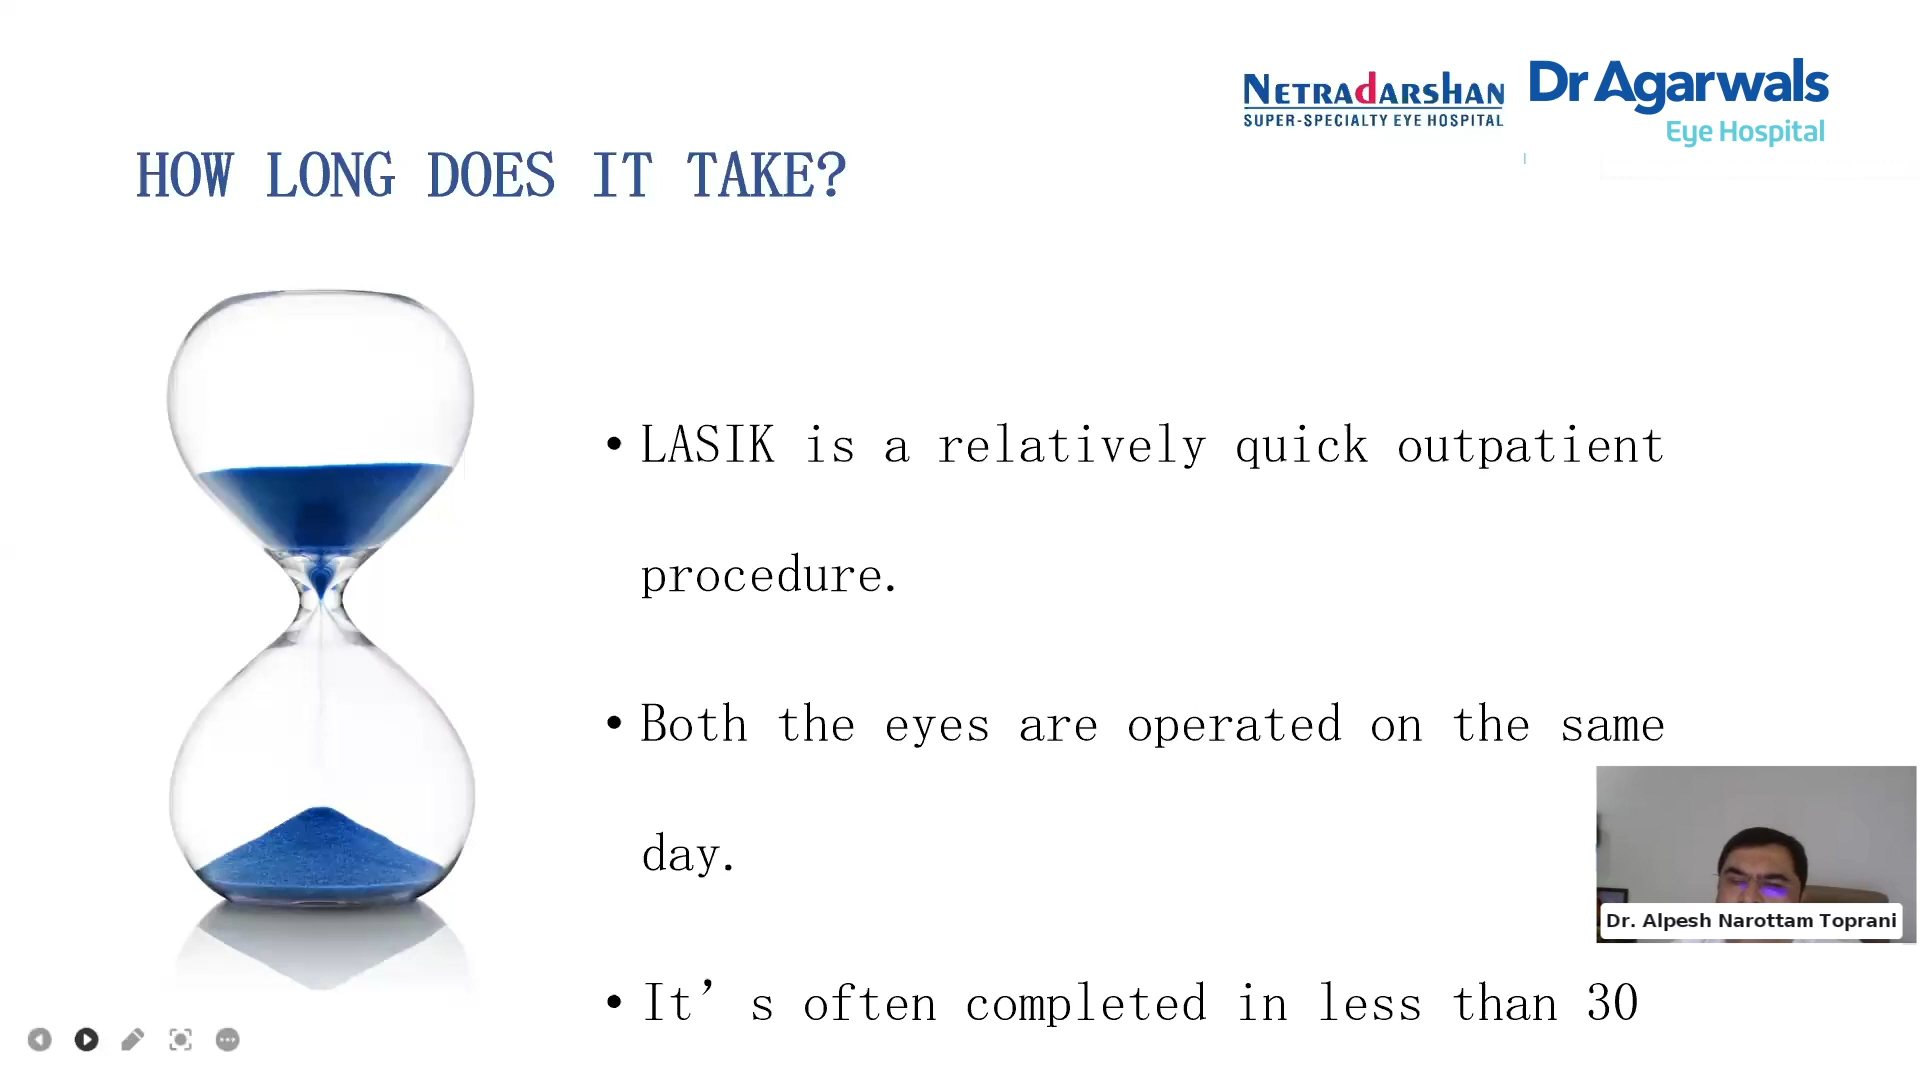 NETRADARSHAN
SUPER-SPECIALTY EYE HOSPITAL
Dr Agarwals
Eye Hospital
HOW LONG DOES IT TAKE?
• LASIK is a relatively quick outpatient
procedure.
• Both the eyes are operated on the same
day.
• It’s often completed in less than 30
Dr. Alpesh Narottam Toprani